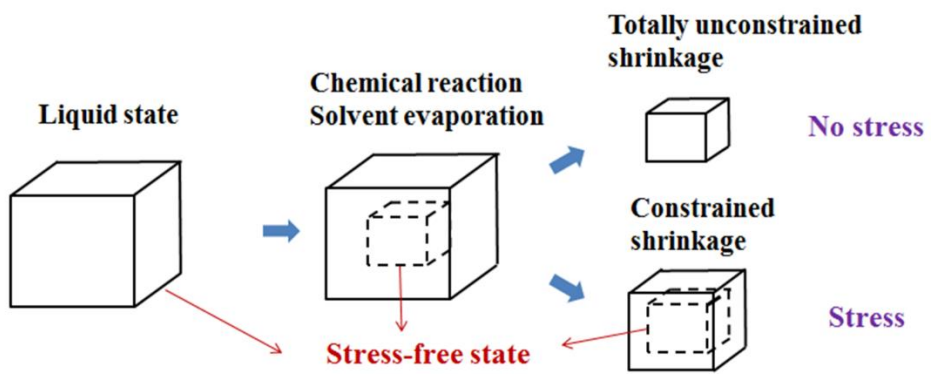 Liquid state
Chemical reaction
Solvent evaporation
Totally unconstrained
shrinkage
No stress
Constrained
shrinkage
Stress
Stress-free state